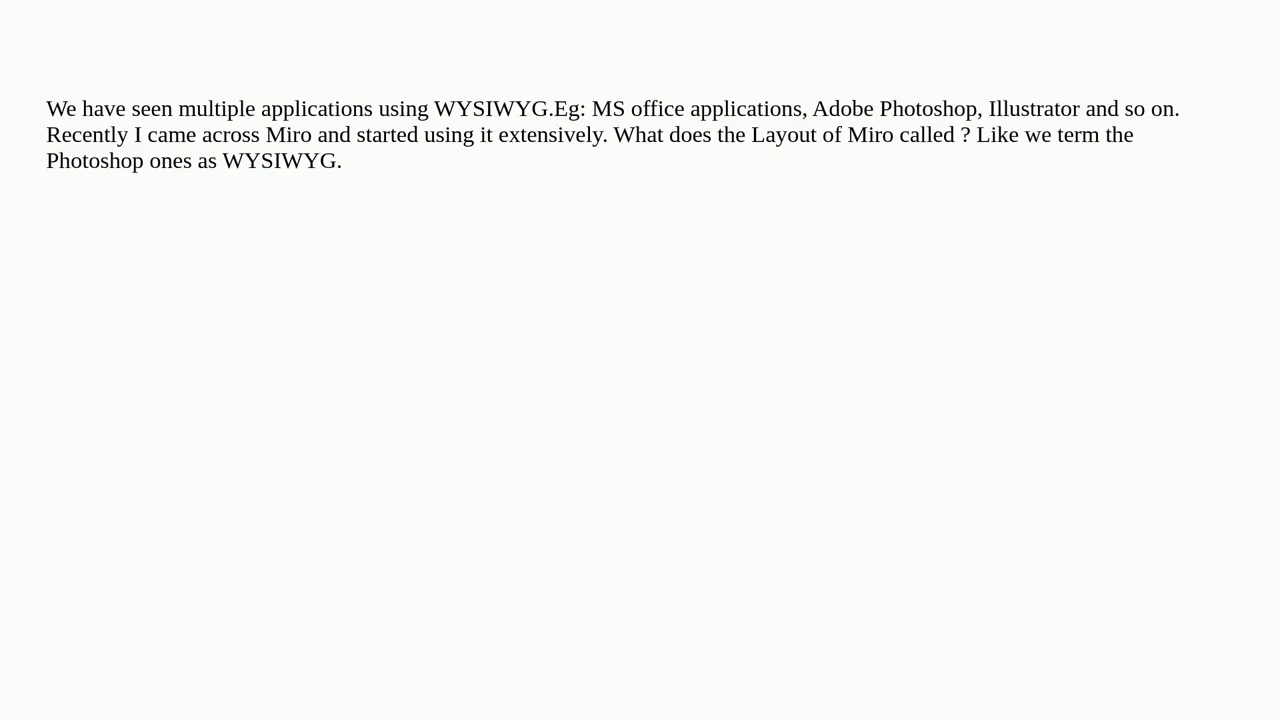 We have seen multiple applications using WYSIWYG.Eg: MS office applications, Adobe Photoshop, Illustrator and so on.
Recently I came across Miro and started using it extensively. What does the Layout of Miro called ? Like we term the
Photoshop ones as WYSIWYG.